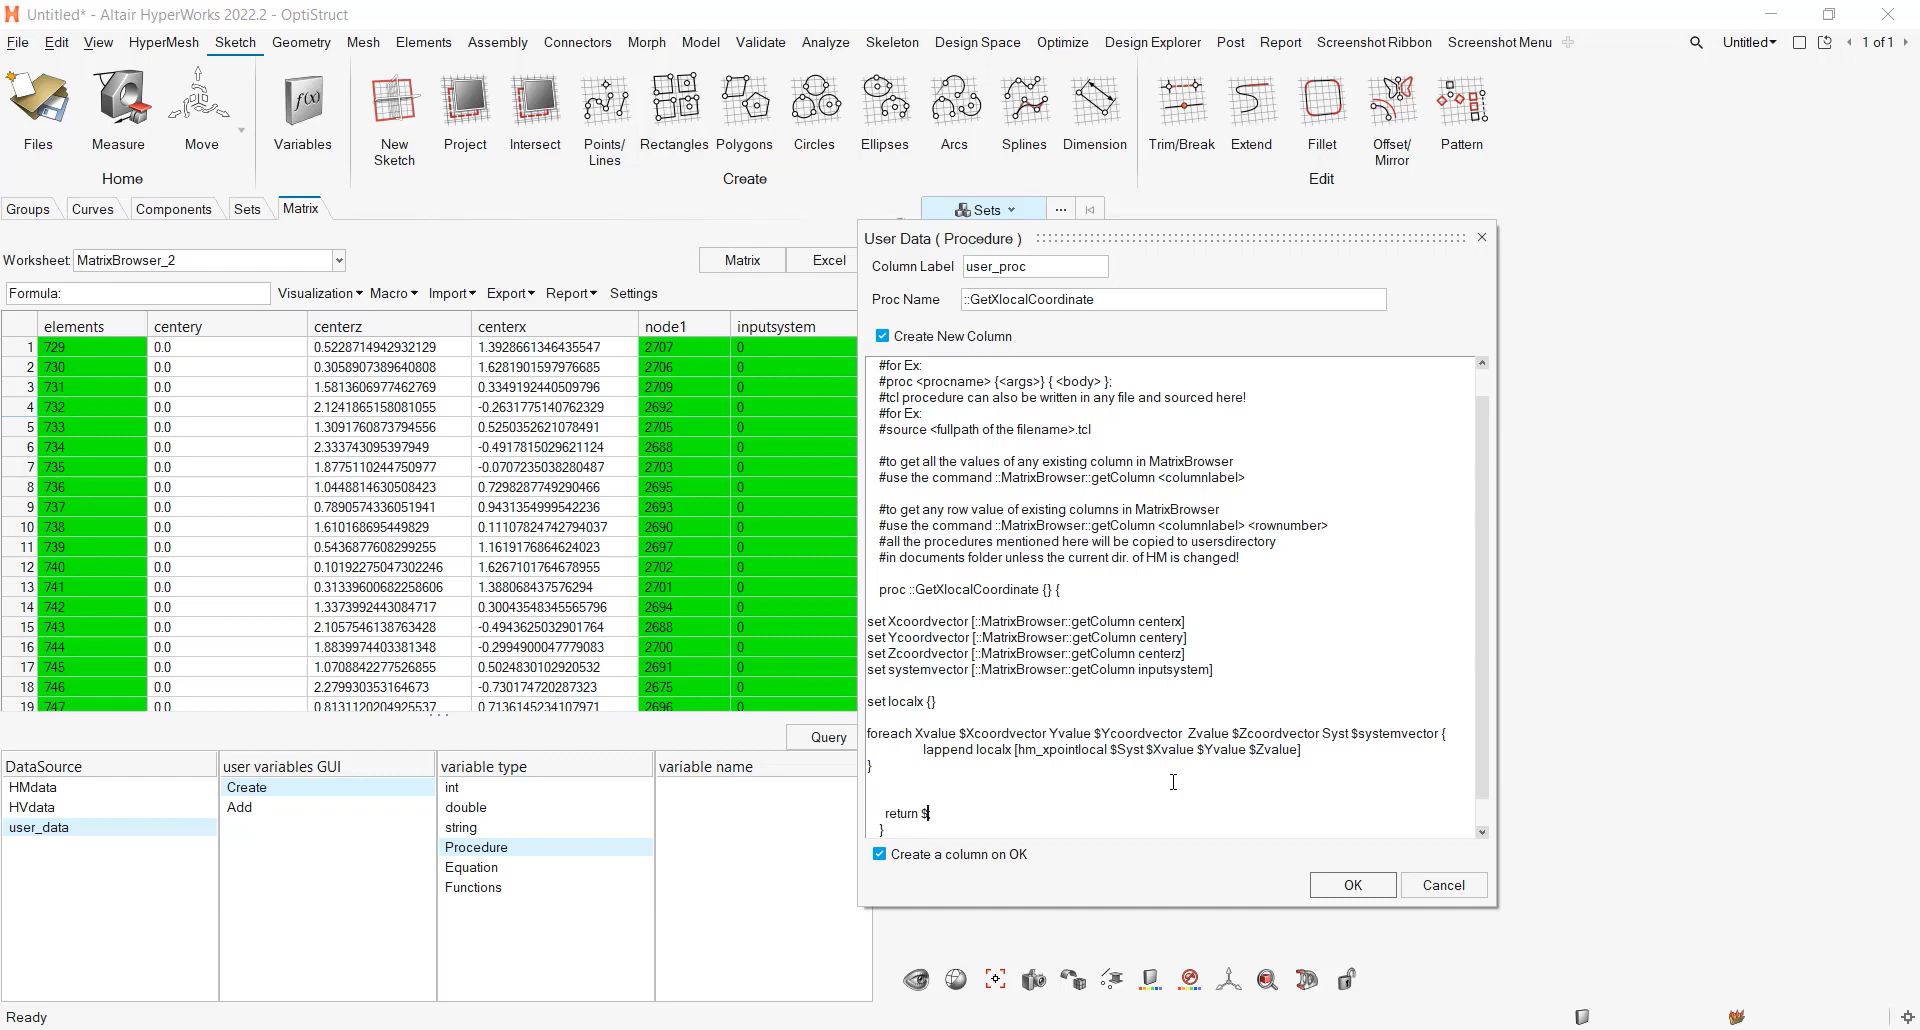 Untitled* - Altair HyperWorks 2022.2 - OptiStruct
File Edit View HyperMesh Sketch Geometry Mesh Elements Assembly Connectors Morph Model Validate Analyze Skeleton Design Space Optimize Design Explorer Post Report Screenshot Ribbon Screenshot Menu Untitled 1 of 1
Files Measure Move Variables New Sketch Project Intersect Points/ Lines Rectangles Polygons Circles Ellipses Arcs Splines Dimension Trim/Break Extend Fillet Offset/ Mirror Pattern
Home Create Edit
Groups Curves Components Sets Matrix Sets
Worksheet MatrixBrowser_2 Matrix Excel
Formula: Visualization Macro Import Export Report Settings
elements centery centerz centerx node1 inputsystem
1 729 0.0 0.5228714942932129 1.3928661346435547 2707 0
2 730 0.0 0.3058907389640808 1.6281901597976685 2706 0
3 731 0.0 1.5813606977462769 0.3349192440509796 2709 0
4 732 0.0 2.1241865158081055 -0.2631775140762329 2692 0
5 733 0.0 1.3091760873794556 0.5250352621078491 2705 0
6 734 0.0 2.333743095397949 -0.4917815029621124 2688 0
7 735 0.0 1.8775110244750977 -0.0707235038280487 2703 0
8 736 0.0 1.0448814630508423 0.7298287749290466 2695 0
9 737 0.0 0.7890574336051941 0.9431354999542236 2693 0
10 738 0.0 1.610168695449829 0.11107824742794037 2690 0
11 739 0.0 0.5436877608299255 1.1619176864624023 2697 0
12 740 0.0 0.1019227504730​2246 1.6267101764678955 2702 0
13 741 0.0 0.31339600682258606 1.388068437576294 2701 0
14 742 0.0 1.3373992443084717 0.30043548345565796 2694 0
15 743 0.0 2.1057546138763428 -0.4943625032901764 2688 0
16 744 0.0 1.8839974403381348 -0.2994900047779083 2700 0
17 745 0.0 1.0708842277526855 0.5024830102920532 2691 0
18 746 0.0 2.279930353164673 -0.730174720287323 2675 0
19 747 0.0 0.8131120204925537 0.7136145234107971 2696 0
Query
DataSource user variables GUI variable type variable name
HMdata Create int
HVdata Add double
user_data string
Procedure
Equation
Functions
User Data ( Procedure )
Column Label user_proc
Proc Name ::GetXlocalCoordinate
Create New Column
#for Ex:
#proc <procname> {<args>} { <body> };
#tcl procedure can also be written in any file and sourced here!
#for Ex:
#source <fullpath of the filename>.tcl
#to get all the values of any existing column in MatrixBrowser
#use the command ::MatrixBrowser::getColumn <columnlabel>
#to get any row value of existing columns in MatrixBrowser
#use the command ::MatrixBrowser::getColumn <columnlabel> <rownumber>
#all the procedures mentioned here will be copied to usersdirectory
#in documents folder unless the current dir. of HM is changed!
proc ::GetXlocalCoordinate {} {
set Xcoordvector [::MatrixBrowser::getColumn centerx]
set Ycoordvector [::MatrixBrowser::getColumn centery]
set Zcoordvector [::MatrixBrowser::getColumn centerz]
set systemvector [::MatrixBrowser::getColumn inputsystem]
set localx {}
foreach Xvalue $Xcoordvector Yvalue $Ycoordvector Zvalue $Zcoordvector Syst $systemvector {
lappend localx [hm_xpointlocal $Syst $Xvalue $Yvalue $Zvalue]
}
return $;
}
Create a column on OK
OK Cancel
Ready